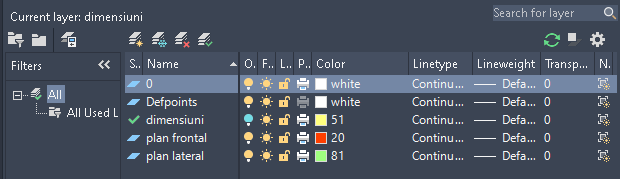 Current layer: dimensiuni
Search for layer
Filters
S.. Name O. F.. L.. P.. Color Linetype Lineweight Transp... N.
All
All Used L
0 white Continu... Defa... 0
Defpoints white Continu... Defa... 0
dimensiuni 51 Continu... Defa... 0
plan frontal 20 Continu... Defa... 0
plan lateral 81 Continu... Defa... 0